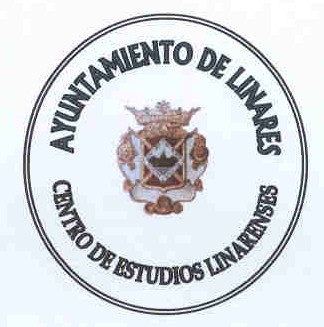 AYUNTAMIENTO DE LINARES
CENTRO DE ESTUDIOS LINARENSES